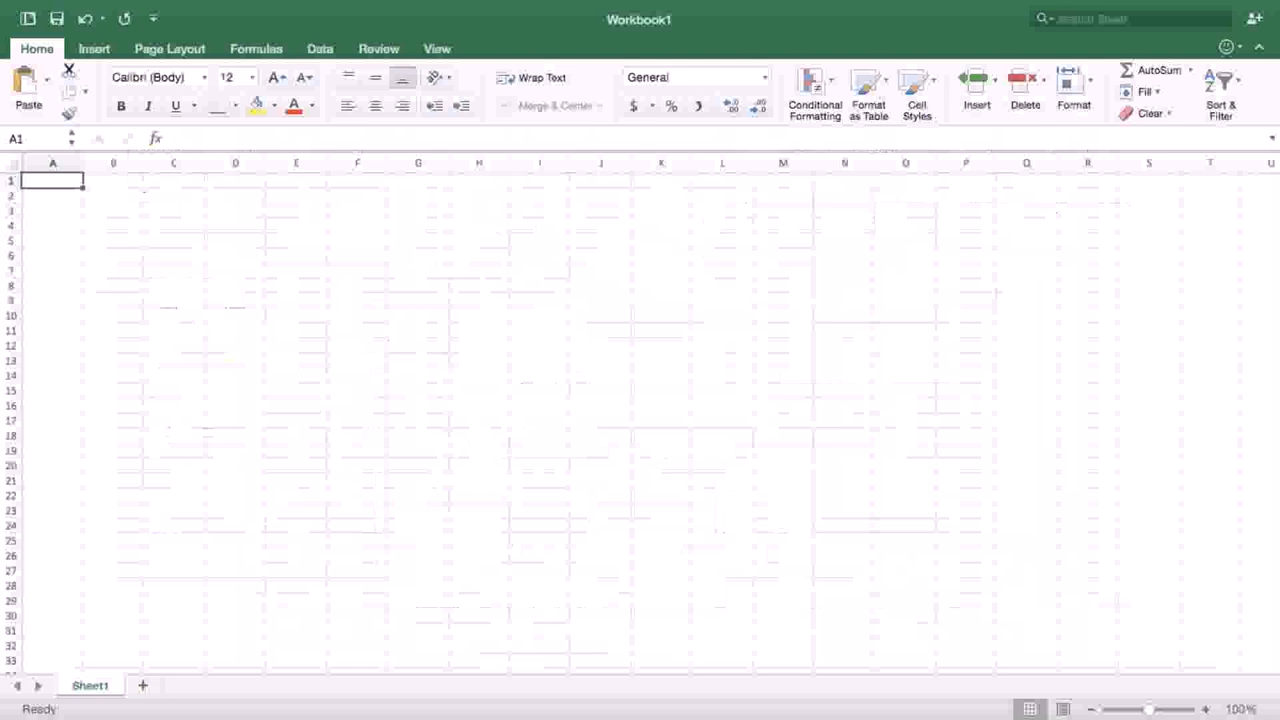 Workbook1
Search Sheet
Home Insert Page Layout Formulas Data Review View
Paste
Calibri (Body) 12 A A
B I U A
Wrap Text
Merge & Center
General
$ %
Conditional Formatting
Format as Table
Cell Styles
Insert
Delete
Format
AutoSum
Fill
Clear
Sort & Filter
A1 fx
A B C D E F G H I J K L M N O P Q R S T U
1
2
3
4
5
6
7
8
9
10
11
12
13
14
15
16
17
18
19
20
21
22
23
24
25
26
27
28
29
30
31
32
33
Sheet1
Ready 100%